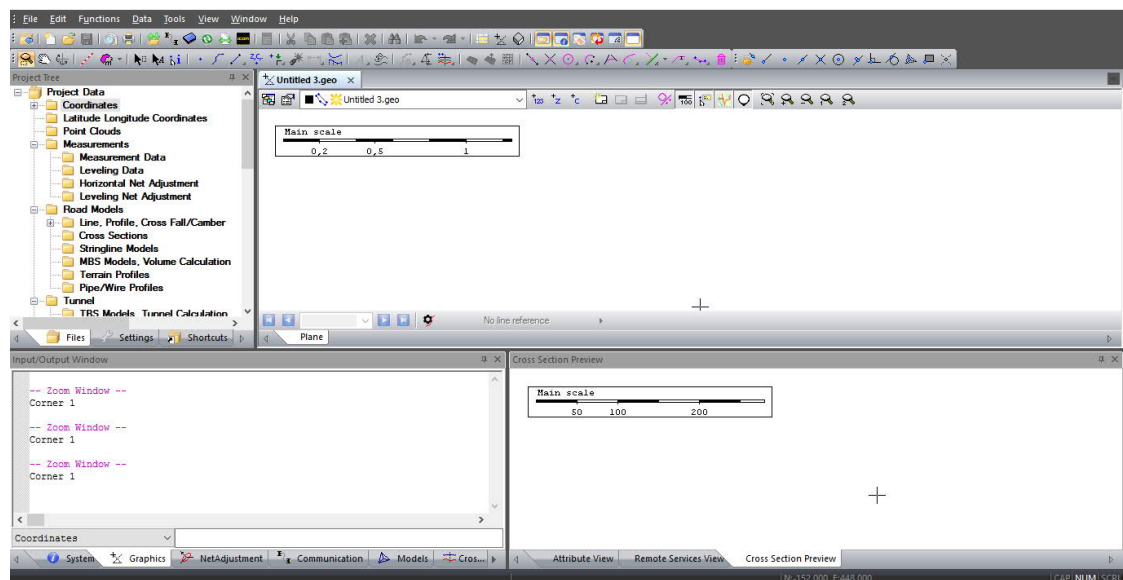 File Edit Functions Data Tools View Window Help
Project Tree
Untitled 3.geo
Project Data
Coordinates
Latitude Longitude Coordinates
Point Clouds
Measurements
Measurement Data
Leveling Data
Horizontal Net Adjustment
Leveling Net Adjustment
Road Models
Line, Profile, Cross Fall/Camber
Cross Sections
Stringline Models
MBS Models, Volume Calculation
Terrain Profiles
Pipe/Wire Profiles
Tunnel
TBS Models, Tunnel Calculation
Files Settings Shortcuts
Untitled 3.geo
Main scale
0,2 0,5 1
No line reference
Plane
Input/Output Window
-- Zoom Window --
Corner 1
-- Zoom Window --
Corner 1
-- Zoom Window --
Corner 1
Coordinates
System Graphics NetAdjustment Communication Models Cros...
Cross Section Preview
Main scale
50 100 200
Attribute View Remote Services View Cross Section Preview
N:-152.000 E:448.000
CAP NUM SCRL